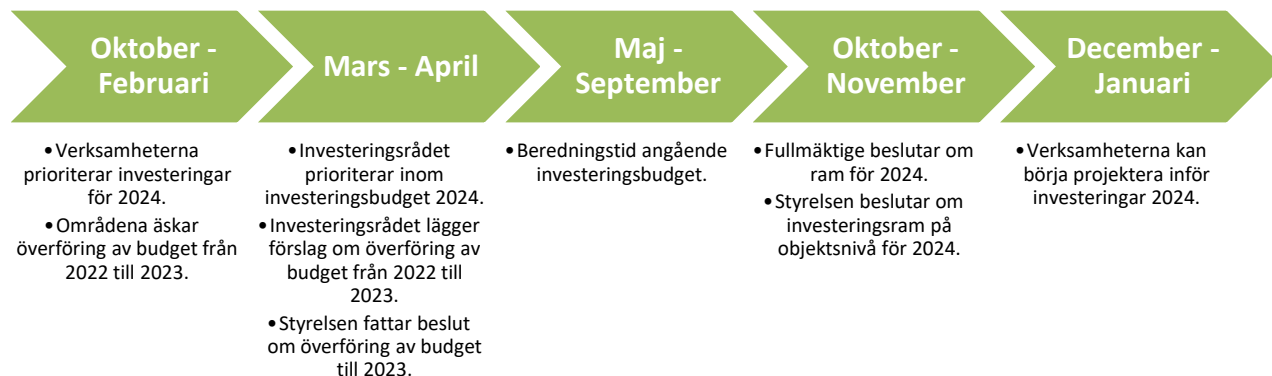 Oktober -
Februari
Mars - April
Maj -
September
Oktober -
November
December -
Januari
•Verksamheterna
prioriterar investeringar
för 2024.
•Områdena äskar
överföring av budget från
2022 till 2023.
•Investeringsrådet
prioriterar inom
investeringsbudget 2024.
•Investeringsrådet lägger
förslag om överföring av
budget från 2022 till
2023.
•Styrelsen fattar beslut
om överföring av budget
till 2023.
•Beredningstid angående
investeringsbudget.
•Fullmäktige beslutar om
ram för 2024.
•Styrelsen beslutar om
investeringsram på
objektsnivå för 2024.
•Verksamheterna kan
börja projektera inför
investeringar 2024.